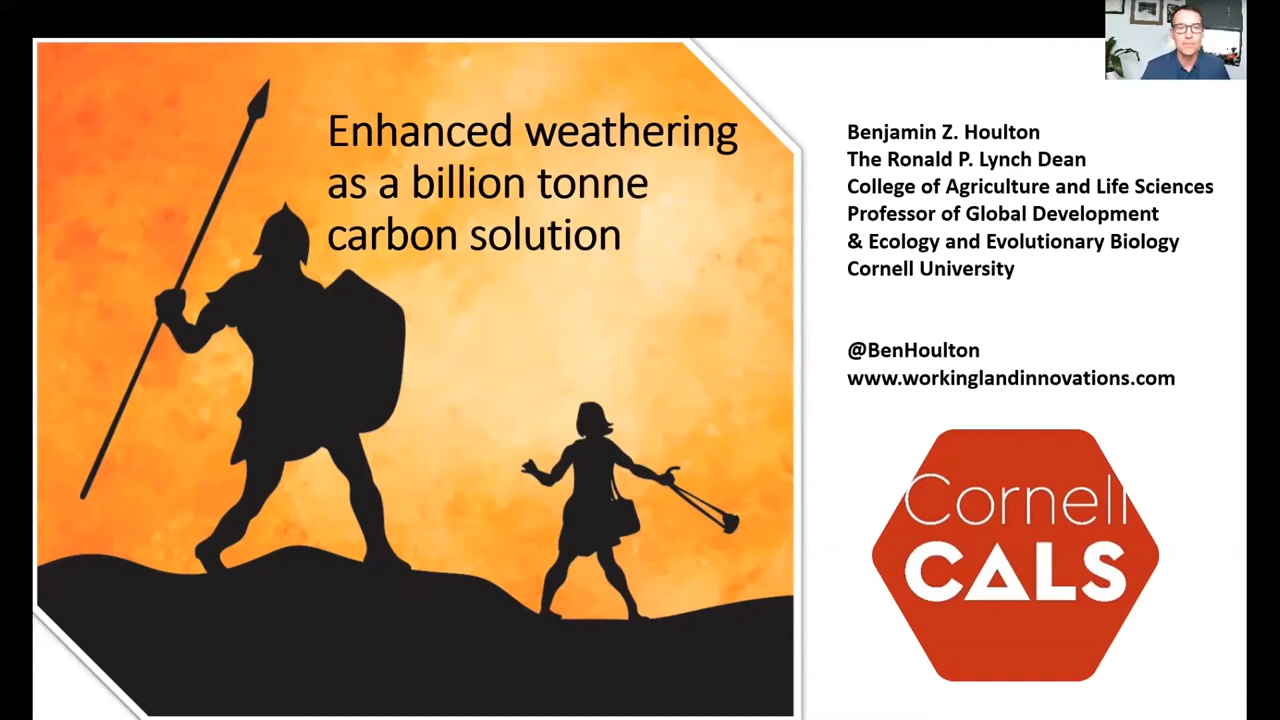 Enhanced weathering
as a billion tonne
carbon solution
Benjamin Z. Houlton
The Ronald P. Lynch Dean
College of Agriculture and Life Sciences
Professor of Global Development
& Ecology and Evolutionary Biology
Cornell University
@BenHoulton
www.workinglandinnovations.com
Cornell
CALS